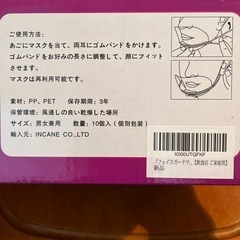 使用方法：
あごにマスクを当て、両耳にゴムバンドをかけます。
ゴムバンドをお好みの長さに調整して、顔にフィット
させます。
マスクは再利用可能です。
素材：PP、PET　保存期限：3年
保管環境：風通しの良い乾燥した場所
サイズ：男女兼用　数量：10個入（個別包装）
輸入元：INCANE CO.,LTD
X000UTQFKF
『フェイスガードマ...【飲食店 ご家庭用】
新品